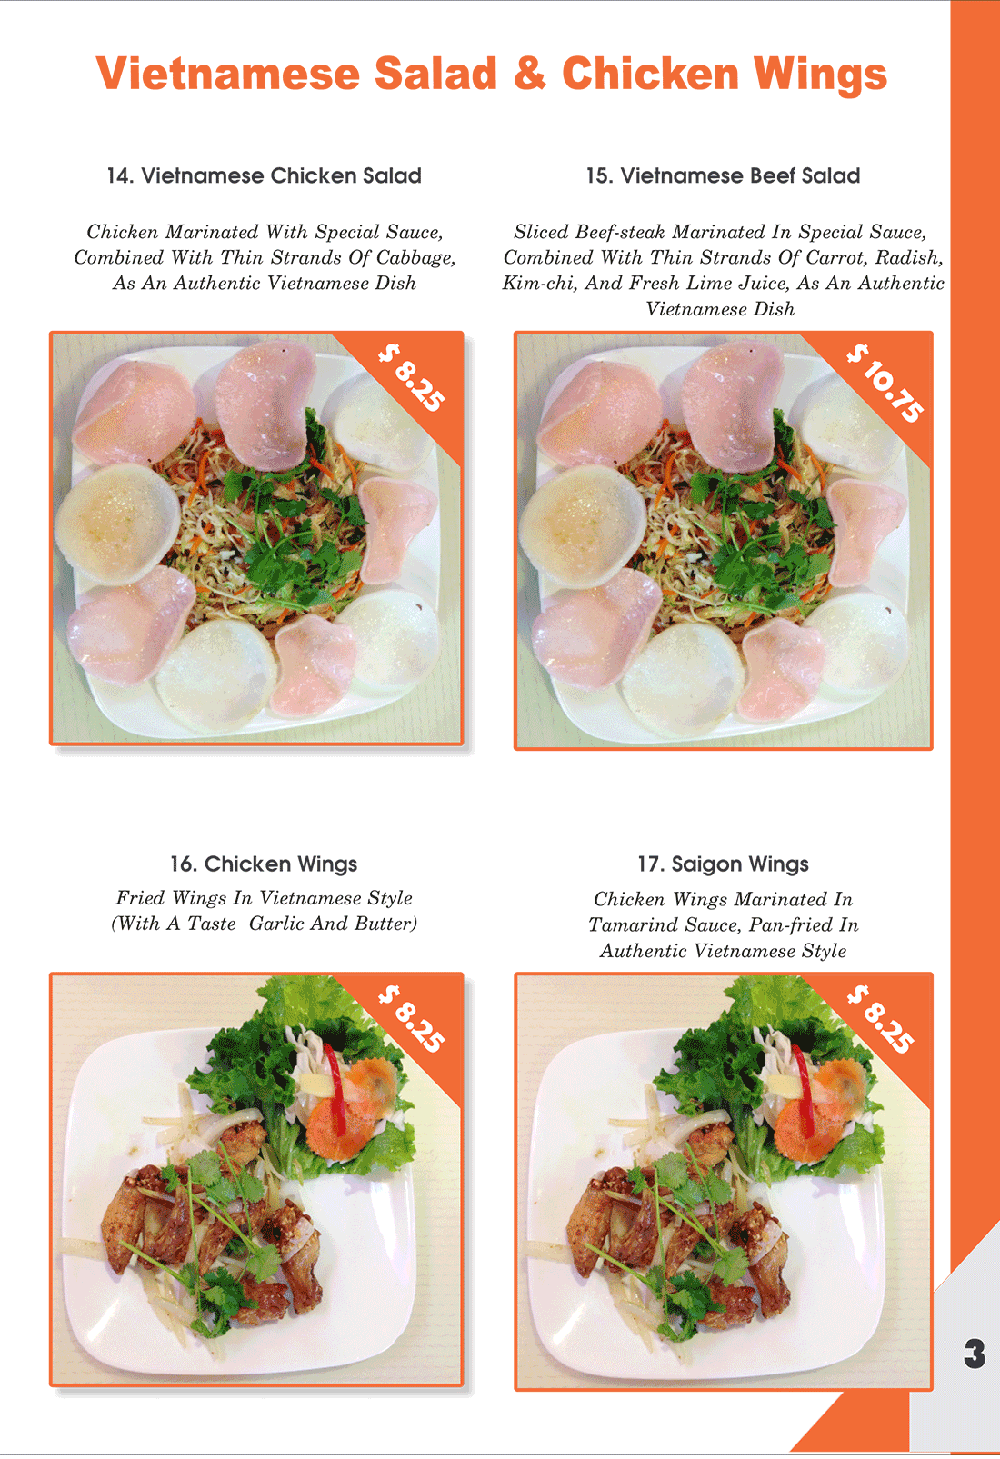 Vietnamese Salad & Chicken Wings
14. Vietnamese Chicken Salad
Chicken Marinated With Special Sauce,
Combined With Thin Strands Of Cabbage,
As An Authentic Vietnamese Dish
$ 8.25
15. Vietnamese Beef Salad
Sliced Beef-steak Marinated In Special Sauce,
Combined With Thin Strands Of Carrot, Radish,
Kim-chi, And Fresh Lime Juice, As An Authentic
Vietnamese Dish
$ 10.75
16. Chicken Wings
Fried Wings In Vietnamese Style
(With A Taste Garlic And Butter)
$ 8.25
17. Saigon Wings
Chicken Wings Marinated In
Tamarind Sauce, Pan-fried In
Authentic Vietnamese Style
$ 8.25
3